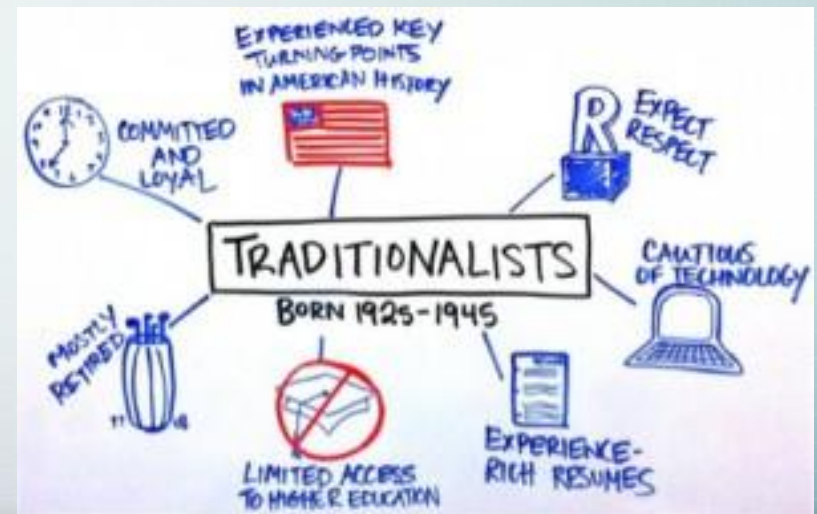 EXPERIENCED KEY
TURNING POINTS
IN AMERICAN HISTORY
COMMITTED
AND
LOYAL
R
EXPECT
RESPECT
TRADITIONALISTS
BORN 1925-1945
CAUTIOUS
OF TECHNOLOGY
MOSTLY
RETIRED
LIMITED ACCESS
TO HIGHER EDUCATION
EXPERIENCE-
RICH RESUMES